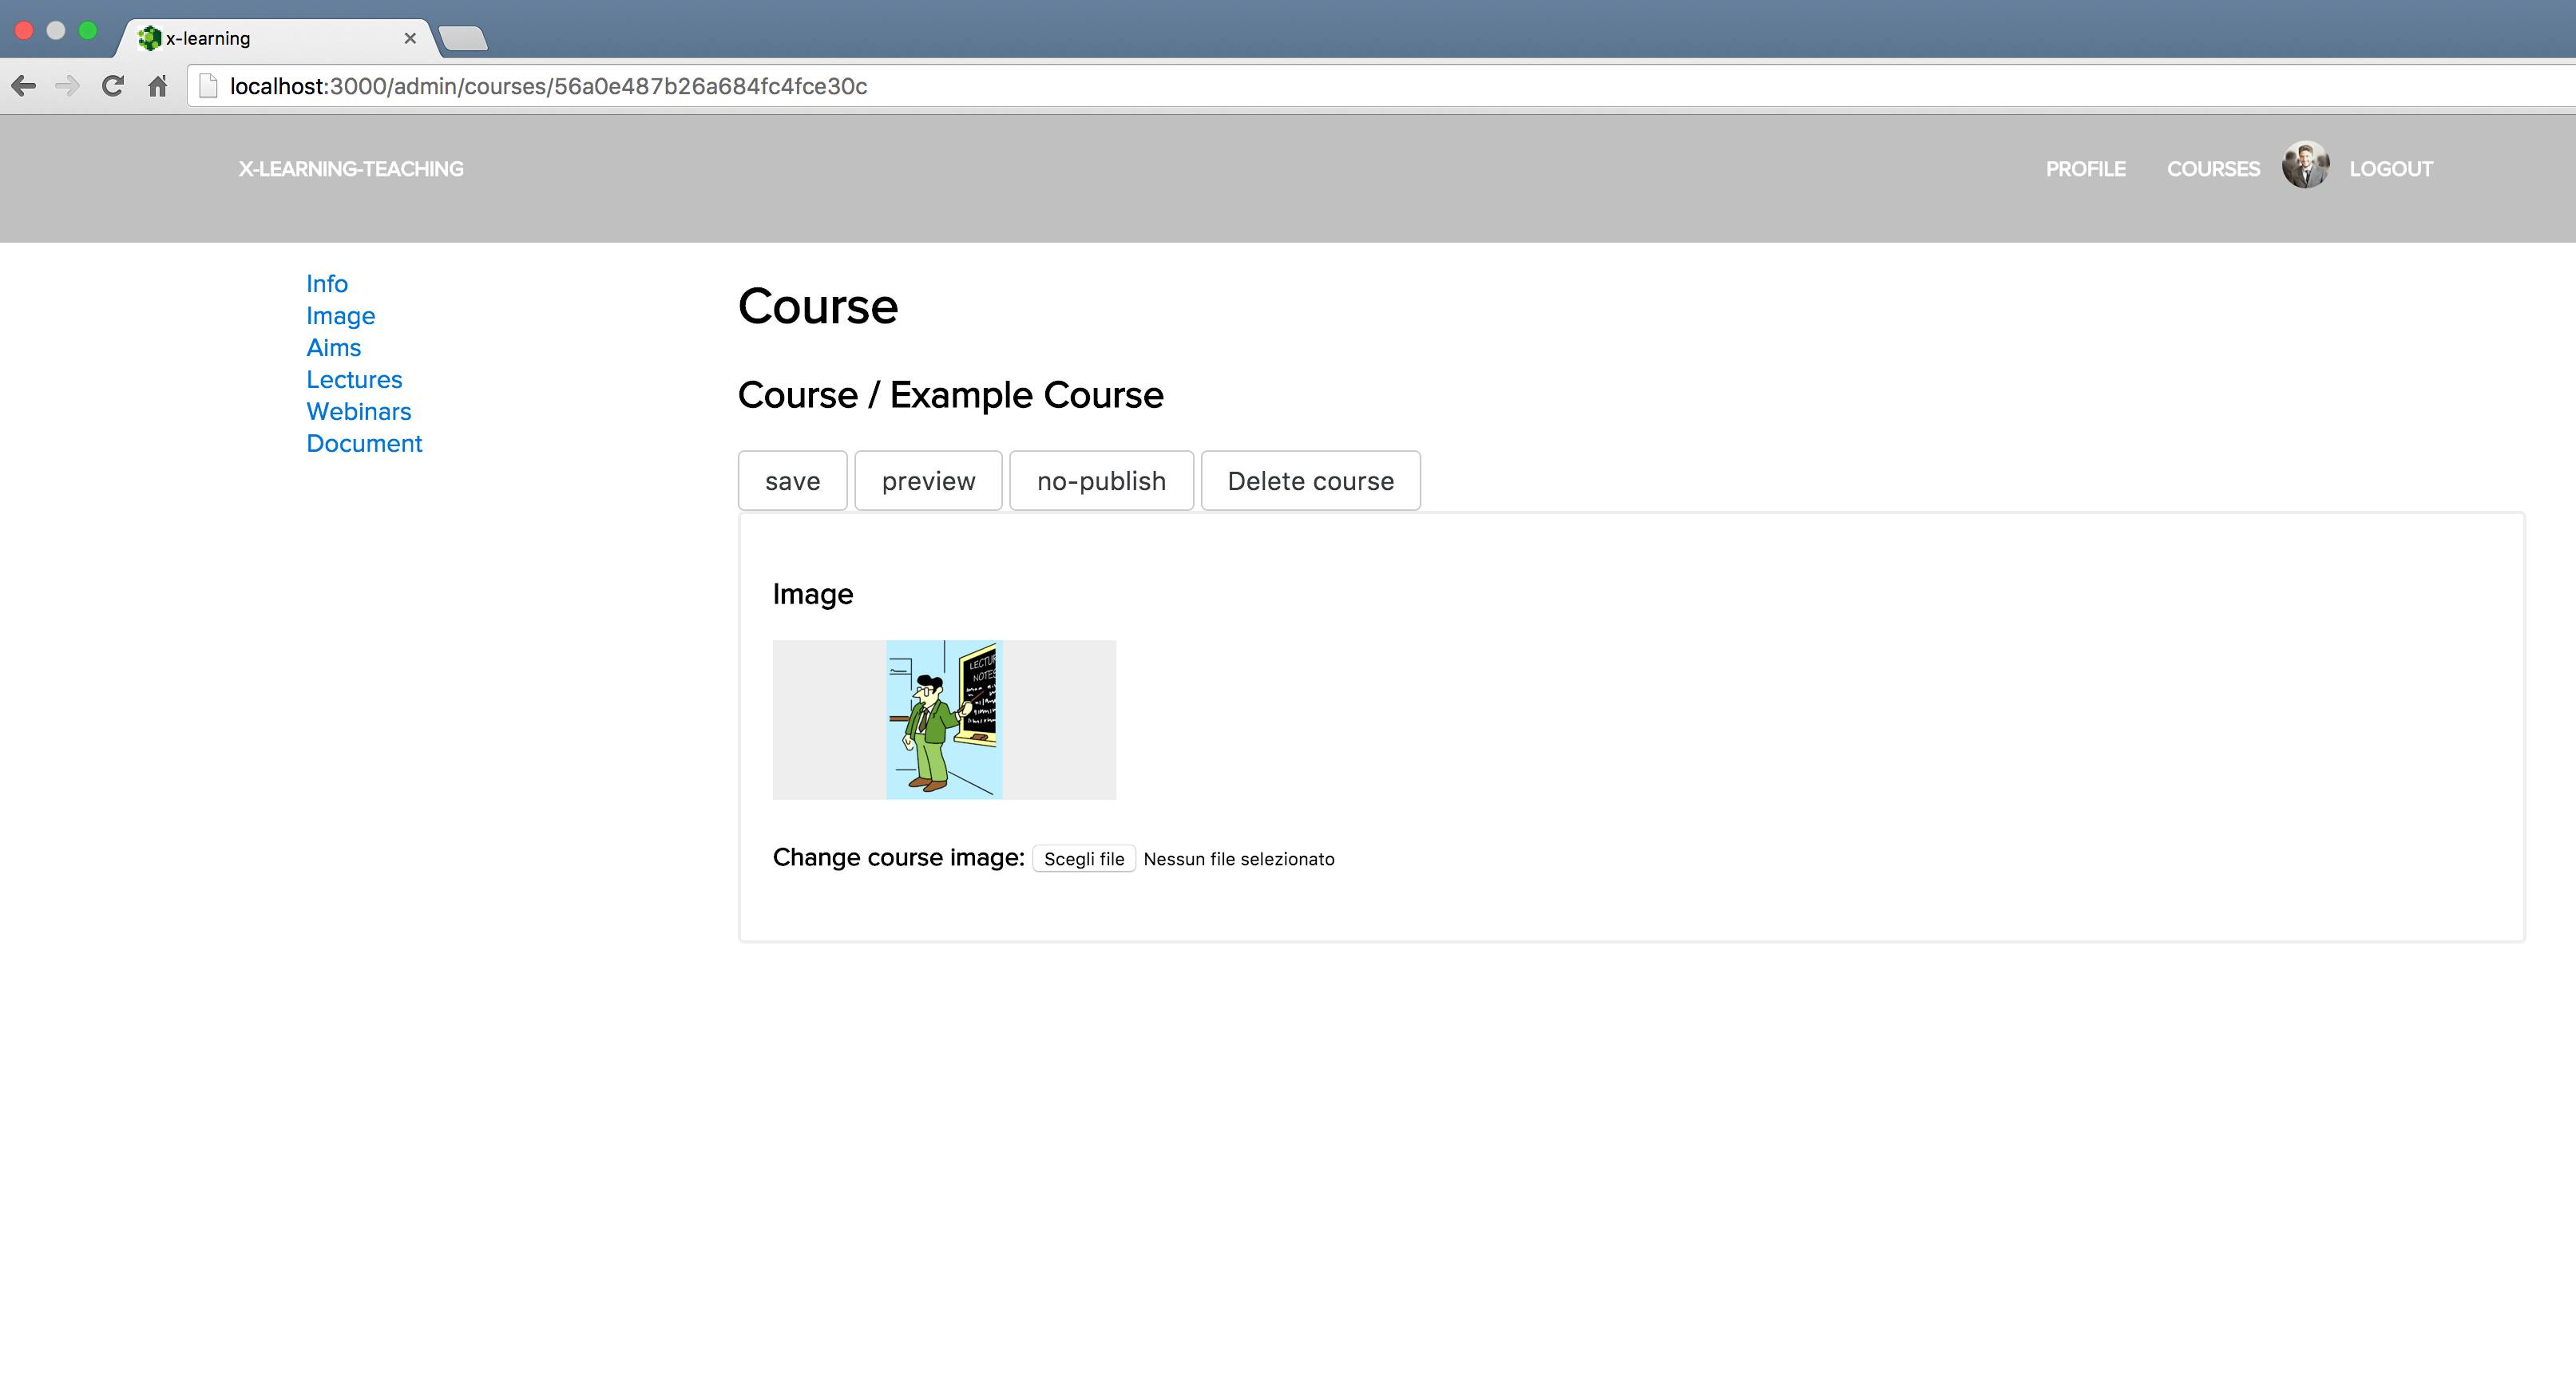 x-learning
localhost:3000/admin/courses/56a0e487b26a684fc4fce30c
X-LEARNING-TEACHING PROFILE COURSES LOGOUT
Info
Image
Aims
Lectures
Webinars
Document
Course
Course / Example Course
save preview no-publish Delete course
Image
NOTES
Change course image: Scegli file Nessun file selezionato